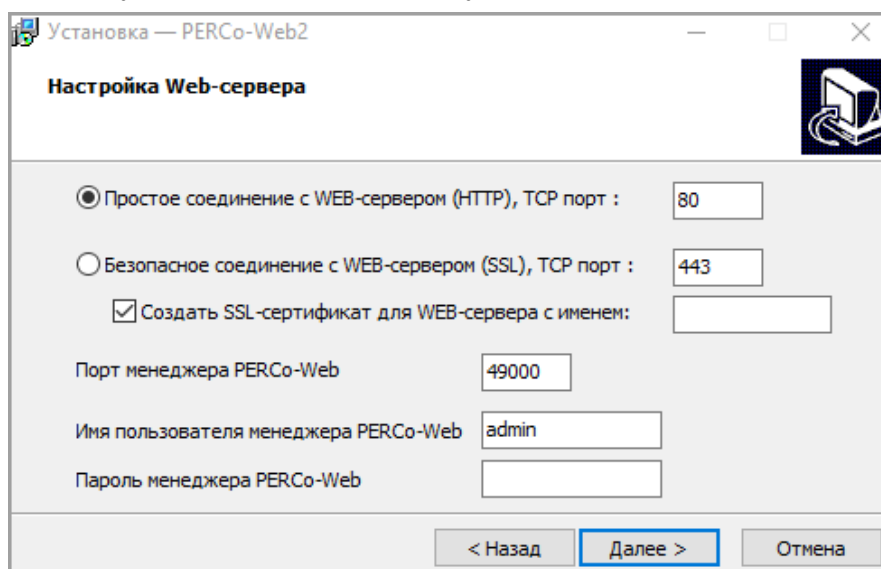 Установка — PERCo-Web2
Настройка Web-сервера
Простое соединение с WEB-сервером (HTTP), TCP порт : 80
Безопасное соединение с WEB-сервером (SSL), TCP порт : 443
Создать SSL-сертификат для WEB-сервера с именем:
Порт менеджера PERCo-Web 49000
Имя пользователя менеджера PERCo-Web admin
Пароль менеджера PERCo-Web
< Назад Далее > Отмена